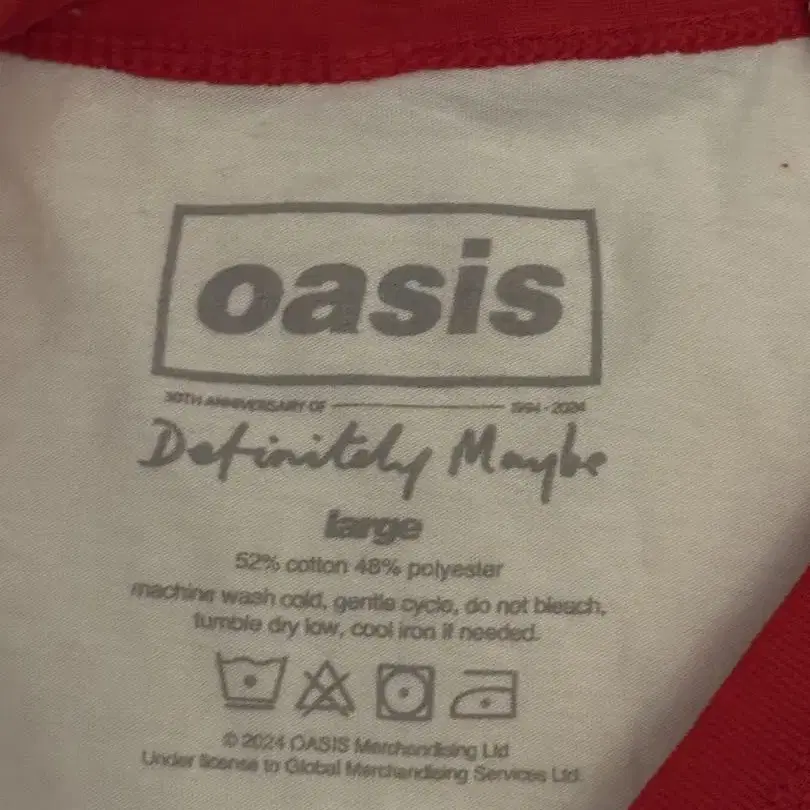 oasis
30TH ANNIVERSARY OF 1994 - 2024
Definitely Maybe
large
52% cotton 48% polyester
machine wash cold, gentle cycle, do not bleach,
tumble dry low, cool iron if needed.
© 2024 OASIS Merchandising Ltd
Under license to Global Merchandising Services Ltd.